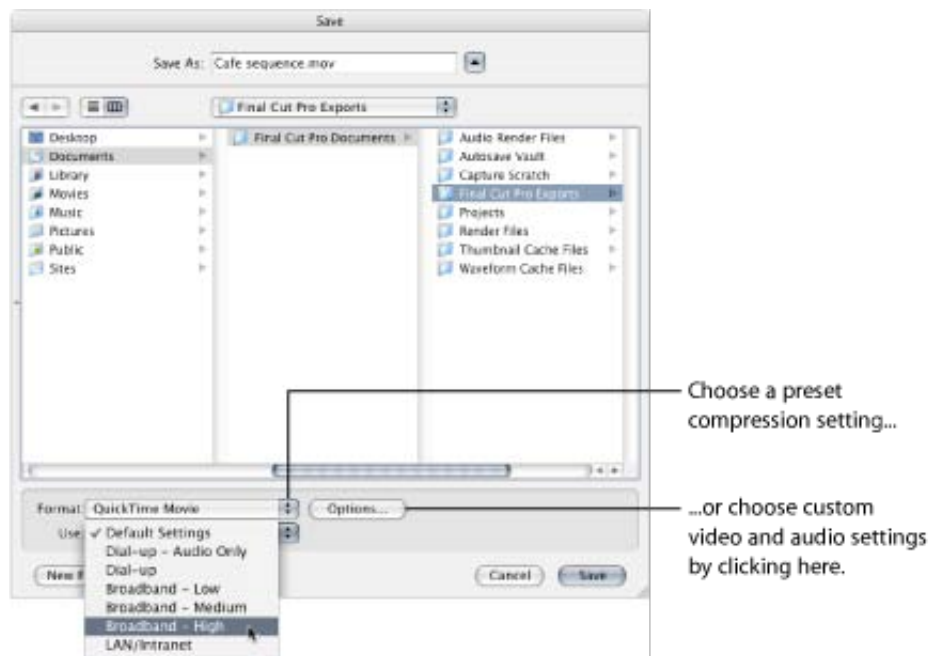 Save
Save As: Cafe sequence.mov
Final Cut Pro Exports
Desktop
Documents
Library
Movies
Music
Pictures
Public
Sites
Final Cut Pro Documents
Audio Render Files
Autosave Vault
Capture Scratch
Final Cut Pro Exports
Projects
Render Files
Thumbnail Cache Files
Waveform Cache Files
Choose a preset
compression setting...
Format: QuickTime Movie
Options...
Use: ✓ Default Settings
Dial-up – Audio Only
Dial-up
Broadband – Low
Broadband – Medium
Broadband – High
LAN/Intranet
New
Cancel
Save
...or choose custom
video and audio settings
by clicking here.